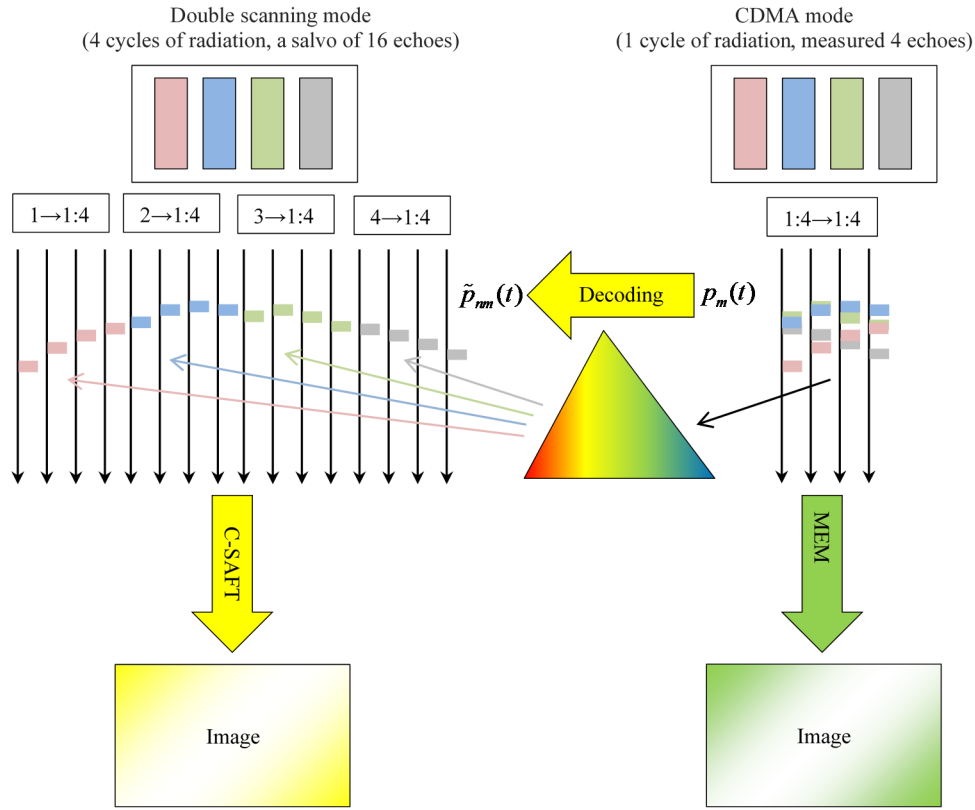 Double scanning mode
(4 cycles of radiation, a salvo of 16 echoes)
CDMA mode
(1 cycle of radiation, measured 4 echoes)
1→1:4
2→1:4
3→1:4
4→1:4
1:4→1:4
p̃ₙₘ(t)
Decoding
pₘ(t)
C-SAFT
MEM
Image
Image